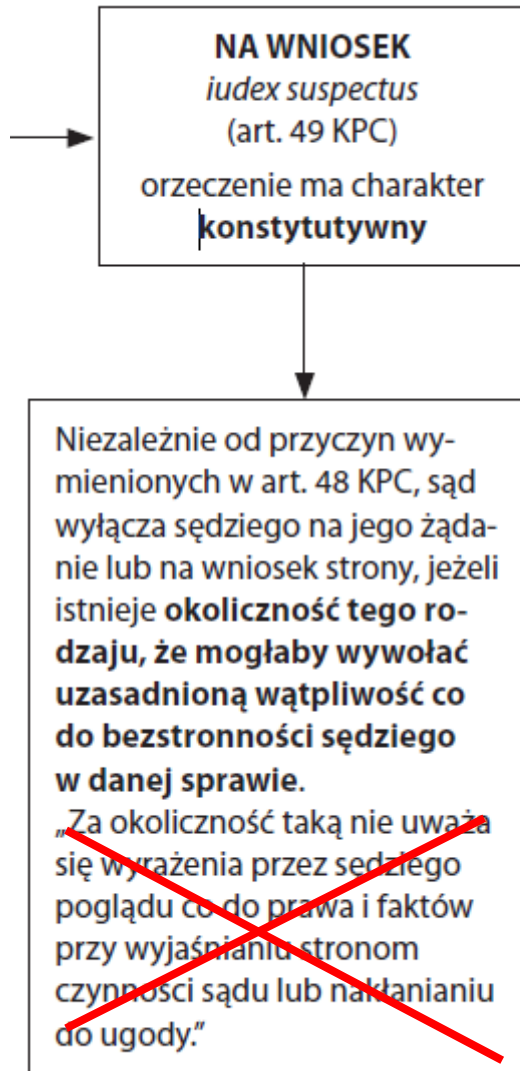 NA WNIOSEK
iudex suspectus
(art. 49 KPC)
orzeczenie ma charakter
konstytutywny
Niezależnie od przyczyn wy-
mienionych w art. 48 KPC, sąd
wyłącza sędziego na jego żąda-
nie lub na wniosek strony, jeżeli
istnieje okoliczność tego ro-
dzaju, że mogłaby wywołać
uzasadnioną wątpliwość co
do bezstronności sędziego
w danej sprawie.
„Za okoliczność taką nie uważa
się wyrażenia przez sędziego
poglądu co do prawa i faktów
przy wyjaśnianiu stronom
czynności sądu lub nakłanianiu
do ugody.”